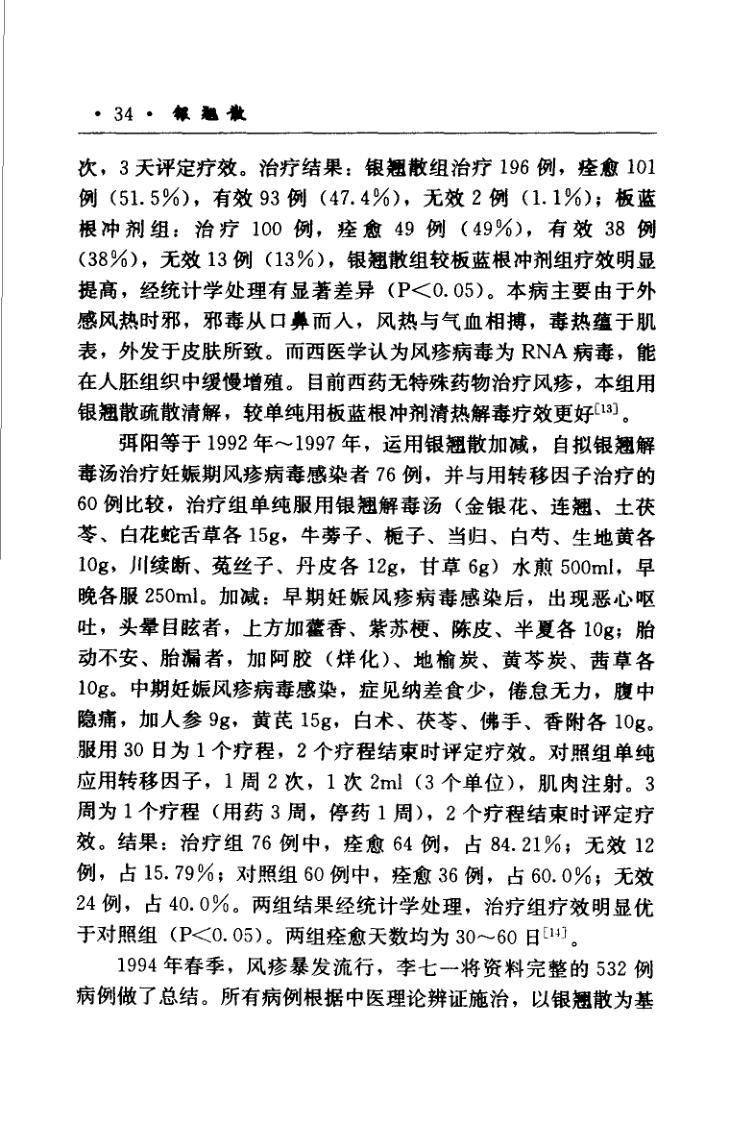 · 34 · 银翘散
次，3天评定疗效。治疗结果：银翘散组治疗 196 例，痊愈 101
例（51.5%），有效 93 例（47.4%），无效 2 例（1.1%）；板蓝
根冲剂组：治疗 100 例，痊愈 49 例（49%），有效 38 例
（38%），无效 13 例（13%），银翘散组较板蓝根冲剂组疗效明显
提高，经统计学处理有显著差异（P<0.05）。本病主要由于外
感风热时邪，邪毒从口鼻而入，风热与气血相搏，毒热蕴于肌
表，外发于皮肤所致。而西医学认为风疹病毒为 RNA 病毒，能
在人胚组织中缓慢增殖。目前西药无特殊药物治疗风疹，本组用
银翘散疏散清解，较单纯用板蓝根冲剂清热解毒疗效更好[13]。
弭阳等于 1992 年～1997 年，运用银翘散加减，自拟银翘解
毒汤治疗妊娠期风疹病毒感染者 76 例，并与用转移因子治疗的
60 例比较，治疗组单纯服用银翘解毒汤（金银花、连翘、土茯
苓、白花蛇舌草各 15g，牛蒡子、栀子、当归、白芍、生地黄各
10g，川续断、菟丝子、丹皮各 12g，甘草 6g）水煎 500ml，早
晚各服 250ml。加减：早期妊娠风疹病毒感染后，出现恶心呕
吐，头晕目眩者，上方加藿香、紫苏梗、陈皮、半夏各 10g；胎
动不安、胎漏者，加阿胶（烊化）、地榆炭、黄芩炭、茜草各
10g。中期妊娠风疹病毒感染，症见纳差食少，倦怠无力，腹中
隐痛，加人参 9g，黄芪 15g，白术、茯苓、佛手、香附各 10g。
服用 30 日为 1 个疗程，2 个疗程结束时评定疗效。对照组单纯
应用转移因子，1 周 2 次，1 次 2ml（3 个单位），肌肉注射。3
周为 1 个疗程（用药 3 周，停药 1 周），2 个疗程结束时评定疗
效。结果：治疗组 76 例中，痊愈 64 例，占 84.21%；无效 12
例，占 15.79%；对照组 60 例中，痊愈 36 例，占 60.0%；无效
24 例，占 40.0%。两组结果经统计学处理，治疗组疗效明显优
于对照组（P<0.05）。两组痊愈天数均为 30～60 日[14]。
1994 年春季，风疹暴发流行，李七一将资料完整的 532 例
病例做了总结。所有病例根据中医理论辨证施治，以银翘散为基